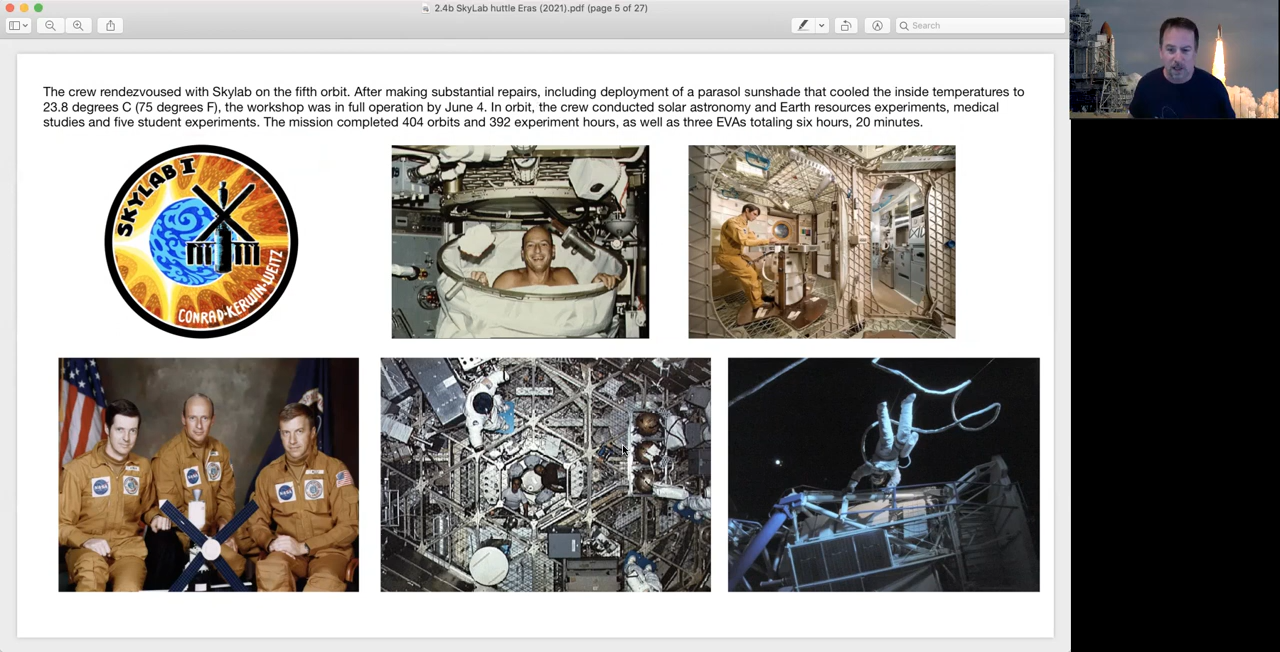 2.4b SkyLab huttle Eras (2021).pdf (page 5 of 27)
Search
The crew rendezvoused with Skylab on the fifth orbit. After making substantial repairs, including deployment of a parasol sunshade that cooled the inside temperatures to
23.8 degrees C (75 degrees F), the workshop was in full operation by June 4. In orbit, the crew conducted solar astronomy and Earth resources experiments, medical
studies and five student experiments. The mission completed 404 orbits and 392 experiment hours, as well as three EVAs totaling six hours, 20 minutes.
SKYLAB I
CONRAD·KERWIN·WEITZ
NASA
NASA
NASA